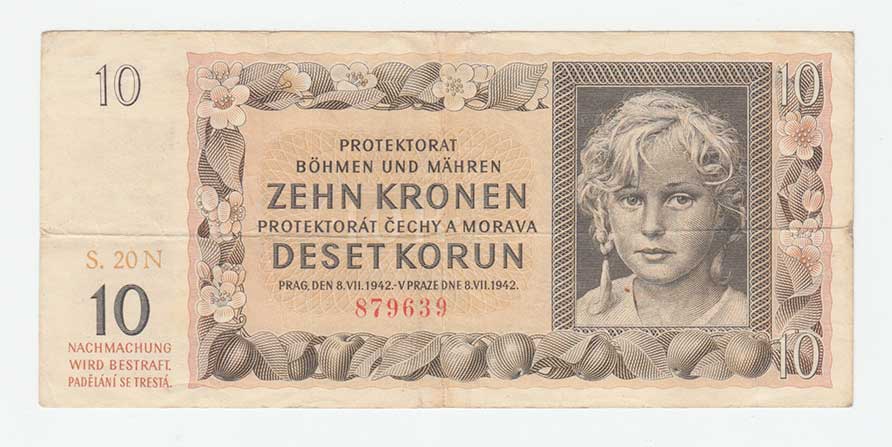 10
10
PROTEKTORAT
BÖHMEN UND MÄHREN
ZEHN KRONEN
PROTEKTORÁT ČECHY A MORAVA
DESET KORUN
PRAG, DEN 8.VII.1942.-V PRAZE DNE 8.VII.1942.
879639
S. 20 N
10
NACHMACHUNG
WIRD BESTRAFT.
PADĚLÁNÍ SE TRESTÁ.
10